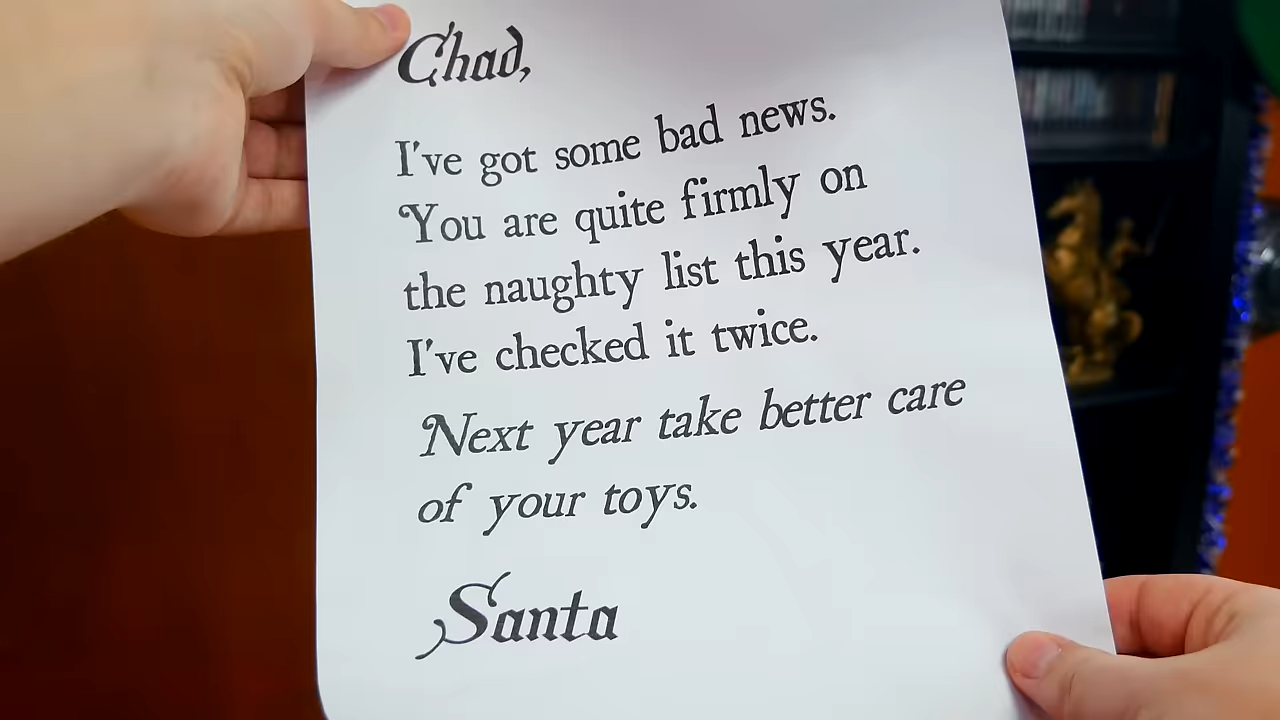 Chad,
I've got some bad news.
You are quite firmly on
the naughty list this year.
I've checked it twice.
Next year take better care
of your toys.
Santa